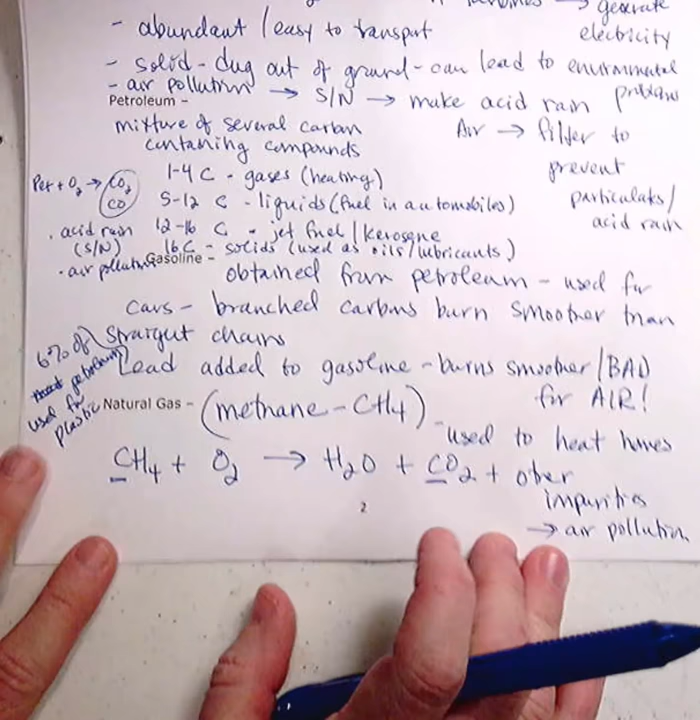 → generate
- abundant / easy to transport electricity
- solid - dug out of ground - can lead to environmental problems
- air pollution → S/N → make acid rain
Petroleum -
mixture of several carbon containing compounds
Air → filter to prevent particulates/ acid rain
Pet + O2 → CO2 CO
1-4 C - gases (heating)
5-12 C - liquids (fuel in automobiles)
. acid rain (S/N)
12-16 C - jet fuel / kerosene
16 C - solids (used as oils/lubricants)
. air pollution
Gasoline -
obtained from petroleum - used for
cars - branched carbons burn smoother than
straight chains
6% of petroleum used for plastic
Lead added to gasoline - burns smoother / BAD
for AIR!
Natural Gas - (methane - CH4)
- used to heat homes
CH4 + O2 → H2O + CO2 + other
impurities
→ air pollution
2